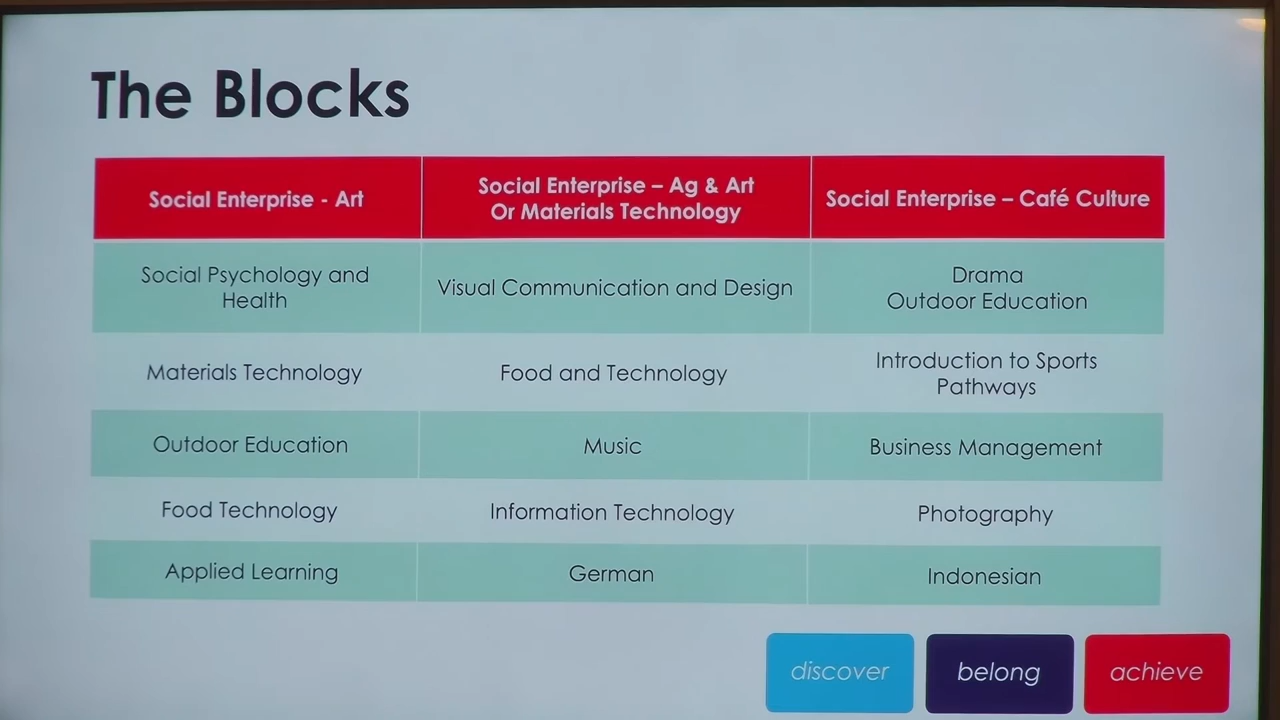 The Blocks
Social Enterprise - Art
Social Enterprise – Ag & Art
Or Materials Technology
Social Enterprise – Café Culture
Social Psychology and
Health
Visual Communication and Design
Drama
Outdoor Education
Materials Technology
Food and Technology
Introduction to Sports
Pathways
Outdoor Education
Music
Business Management
Food Technology
Information Technology
Photography
Applied Learning
German
Indonesian
discover
belong
achieve